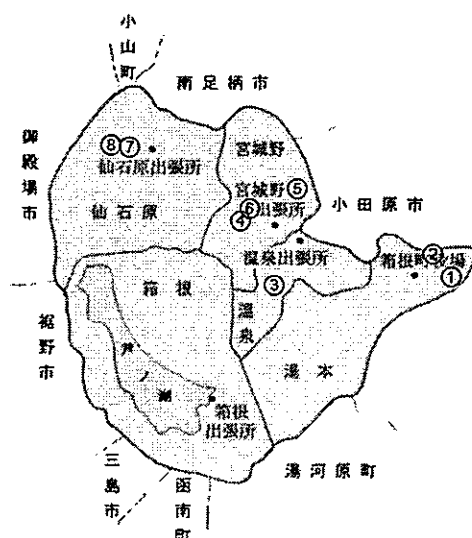 小山町
南足柄市
御殿場市
宮城野
⑧⑦
仙石原出張所
宮城野⑤
⑥
④出張所
小田原市
仙石原
温泉出張所
②
箱根町役場
①
箱根
③
温泉
裾野市
芦ノ湖
湯本
箱根
出張所
三島市
函南町
湯河原町